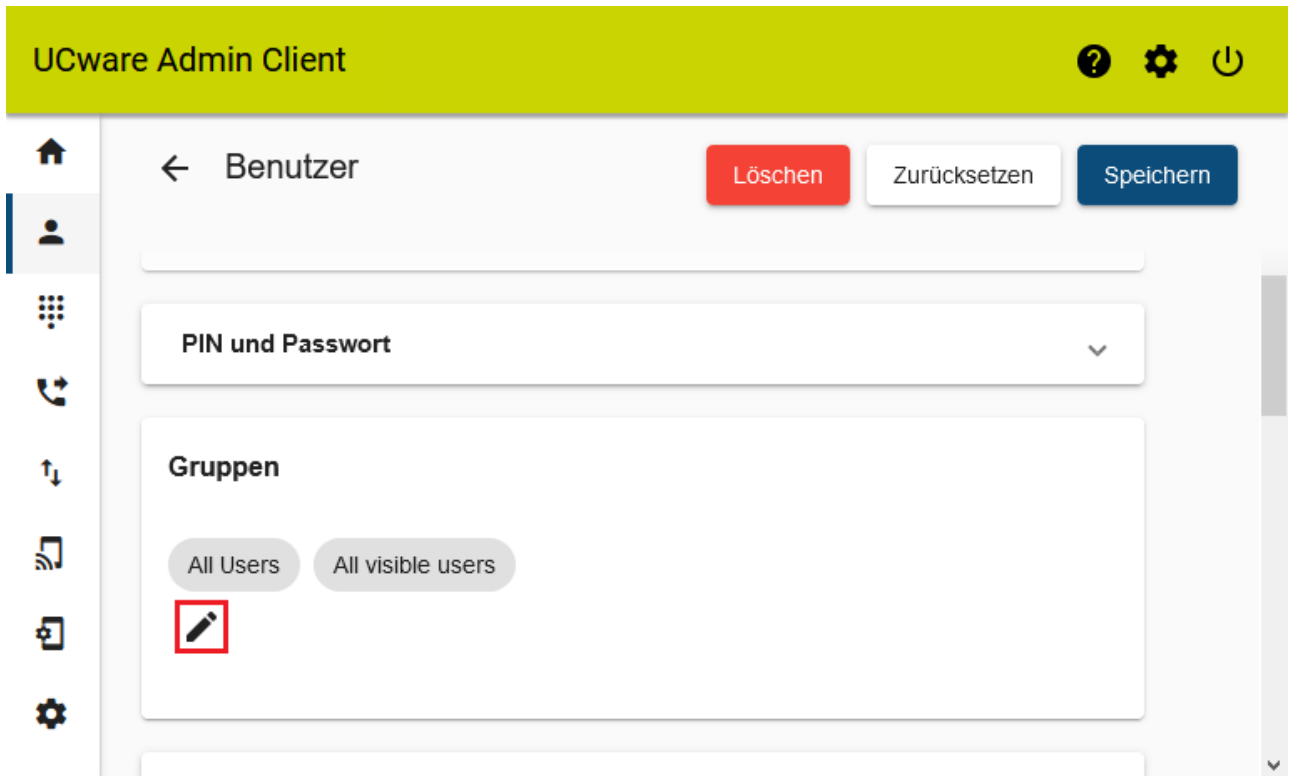 UCware Admin Client
Benutzer
Löschen
Zurücksetzen
Speichern
PIN und Passwort
Gruppen
All Users
All visible users